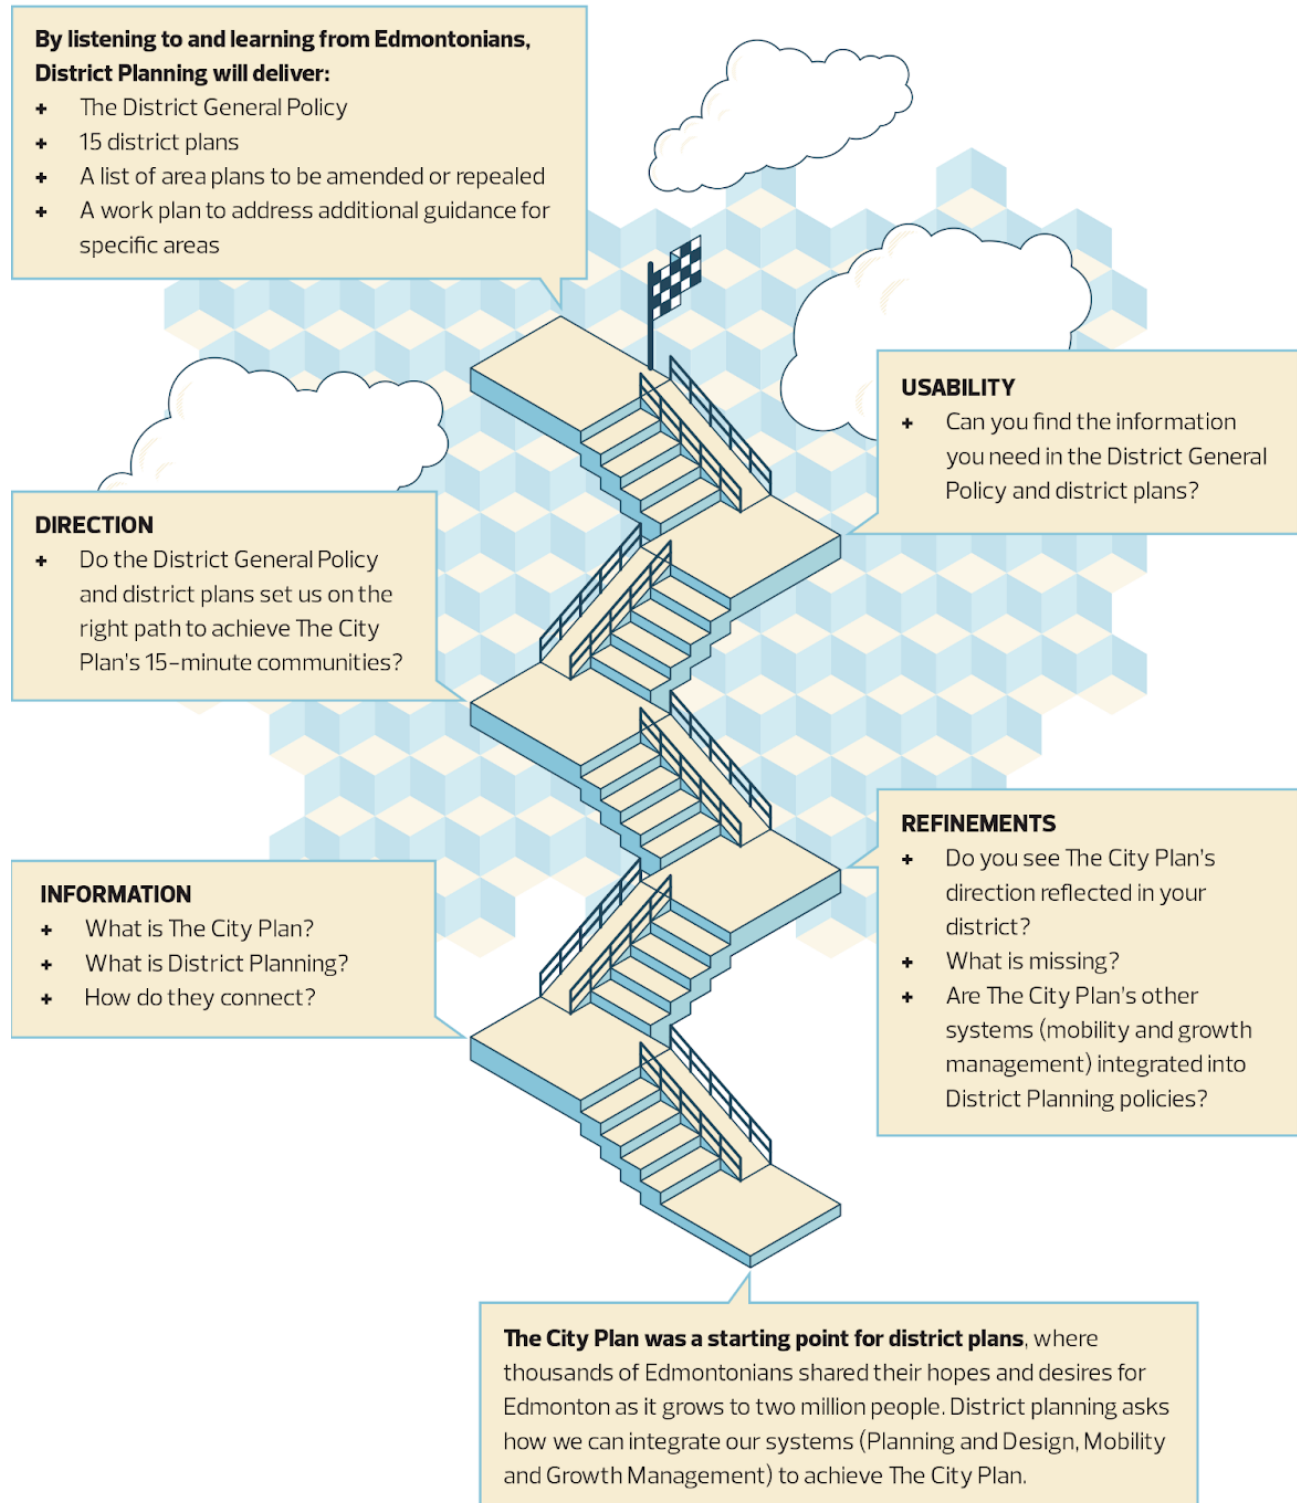 By listening to and learning from Edmontonians,
District Planning will deliver:
+ The District General Policy
+ 15 district plans
+ A list of area plans to be amended or repealed
+ A work plan to address additional guidance for
specific areas
USABILITY
+ Can you find the information
you need in the District General
Policy and district plans?
DIRECTION
+ Do the District General Policy
and district plans set us on the
right path to achieve The City
Plan's 15-minute communities?
REFINEMENTS
+ Do you see The City Plan's
direction reflected in your
district?
+ What is missing?
+ Are The City Plan's other
systems (mobility and growth
management) integrated into
District Planning policies?
INFORMATION
+ What is The City Plan?
+ What is District Planning?
+ How do they connect?
The City Plan was a starting point for district plans, where
thousands of Edmontonians shared their hopes and desires for
Edmonton as it grows to two million people. District planning asks
how we can integrate our systems (Planning and Design, Mobility
and Growth Management) to achieve The City Plan.